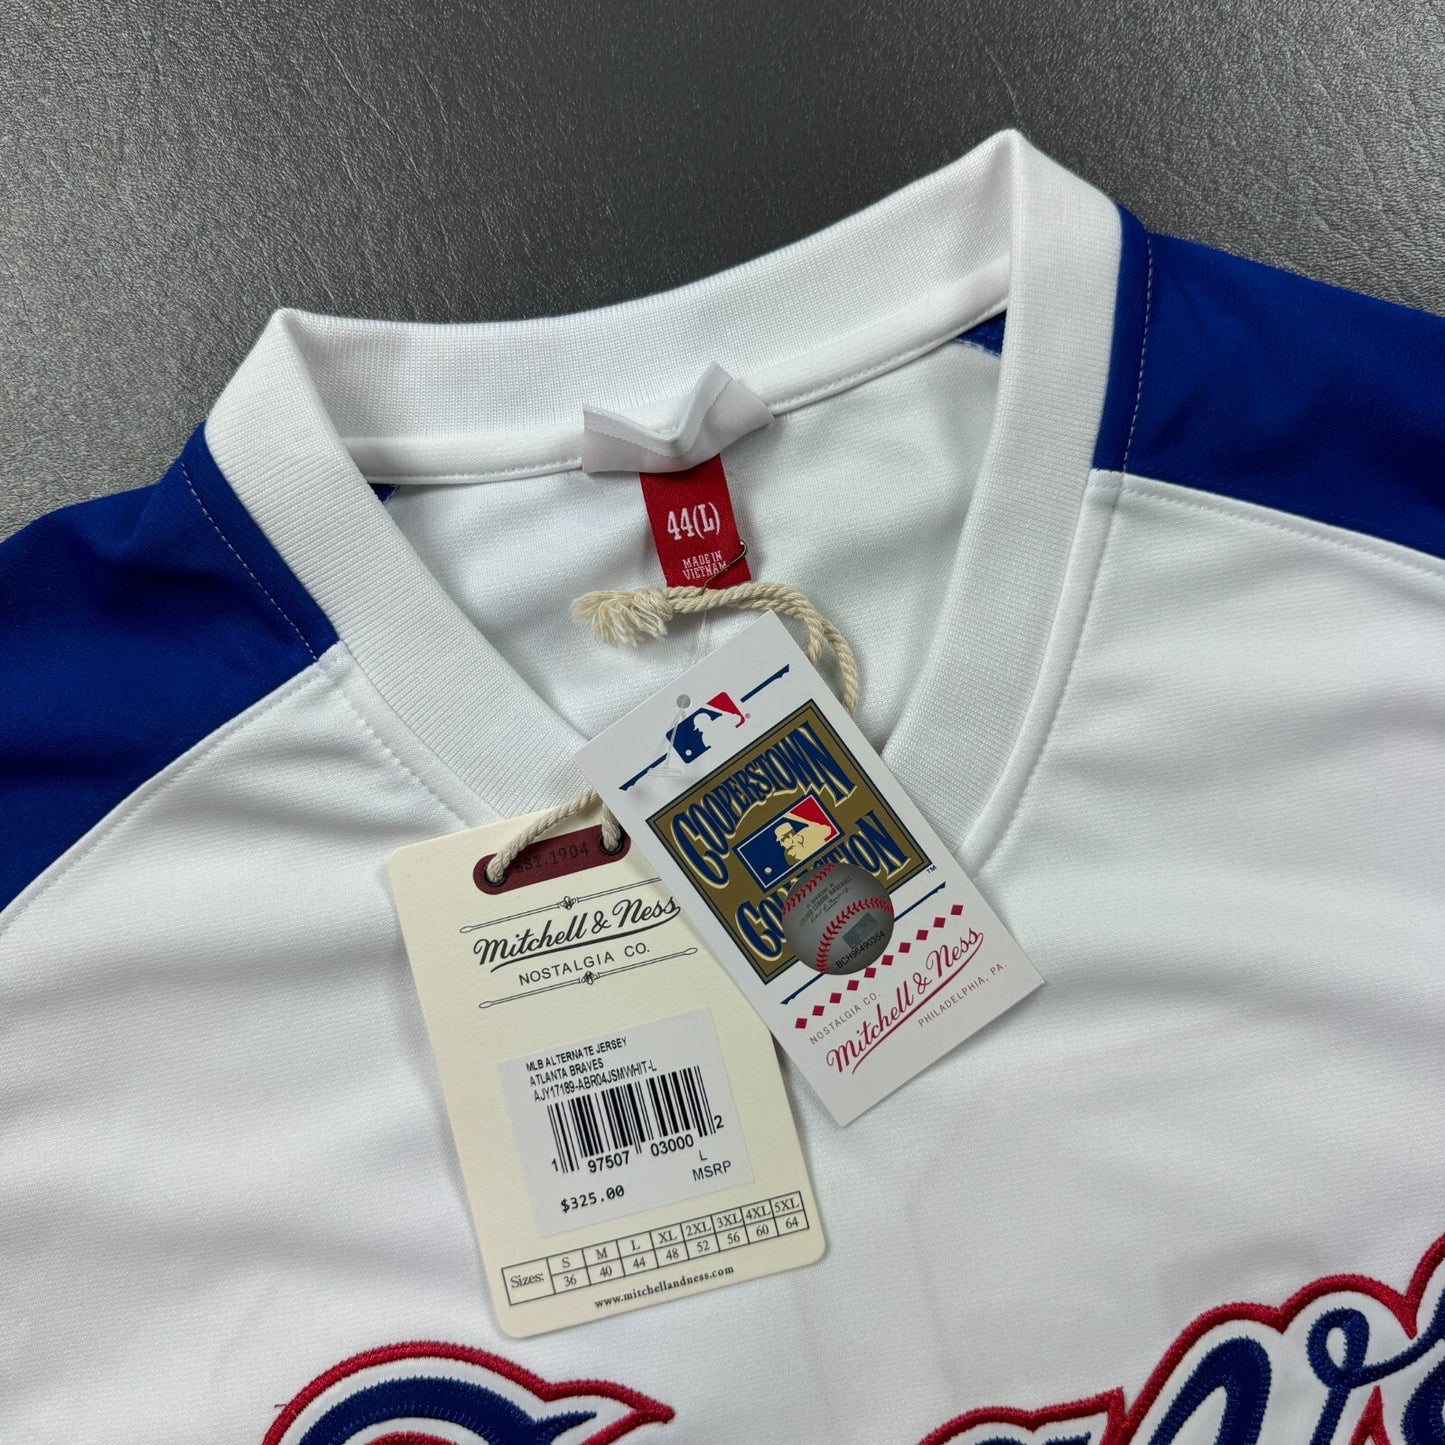 44(L)
MADE IN
VIETNAM
COOPERSTOWN
COLLECTION
™
BCH96490354
NOSTALGIA CO.
Mitchell & Ness
PHILADELPHIA, PA.
EST.1904
Mitchell & Ness
NOSTALGIA CO.
MLB ALTERNATE JERSEY
ATLANTA BRAVES
AJY17189-ABR04JSMWHIT-L
1 97507 03000 2
L
$325.00 MSRP
Sizes: S M L XL 2XL 3XL 4XL 5XL
36 40 44 48 52 56 60 64
www.mitchellandness.com